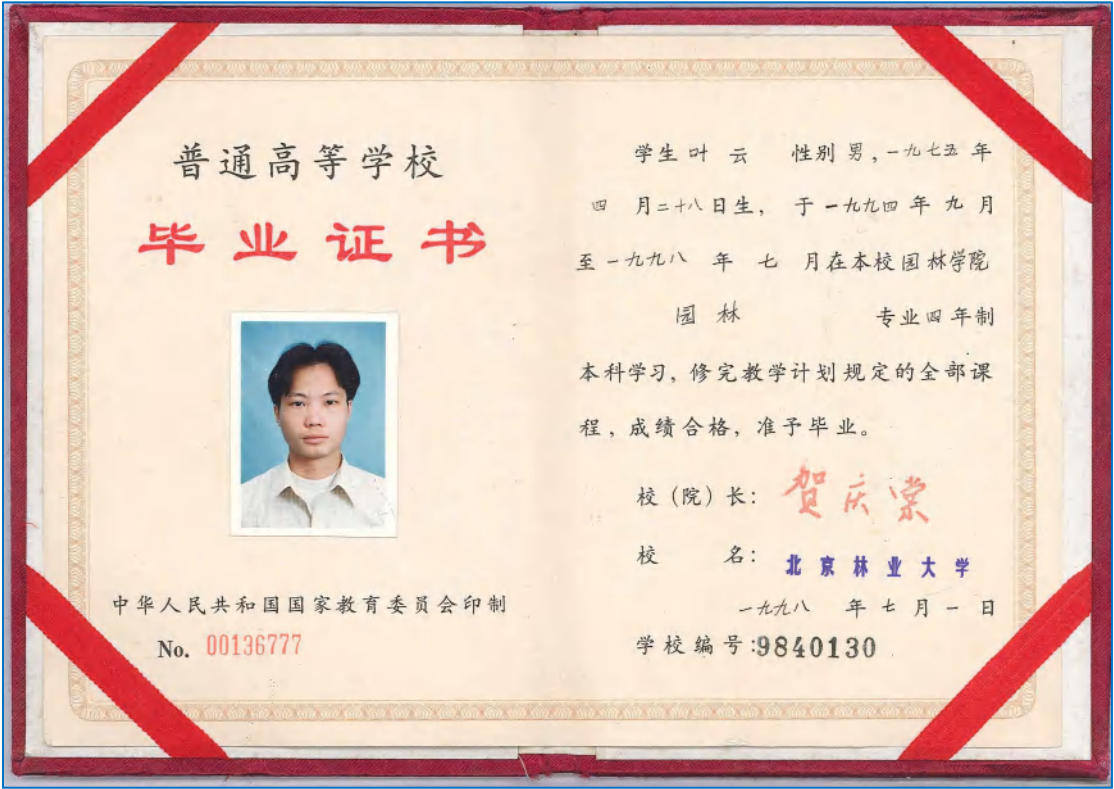 普通高等学校
毕业证书
中华人民共和国国家教育委员会印制
No. 00136777
学生 叶云 性别 男，一九七五年
四月二十八日生，于一九九四年九月
至一九九八年七月在本校园林学院
园林 专业四年制
本科学习，修完教学计划规定的全部课
程，成绩合格，准予毕业。
校（院）长：贺庆棠
校名：北京林业大学
一九九八年七月一日
学校编号:9840130